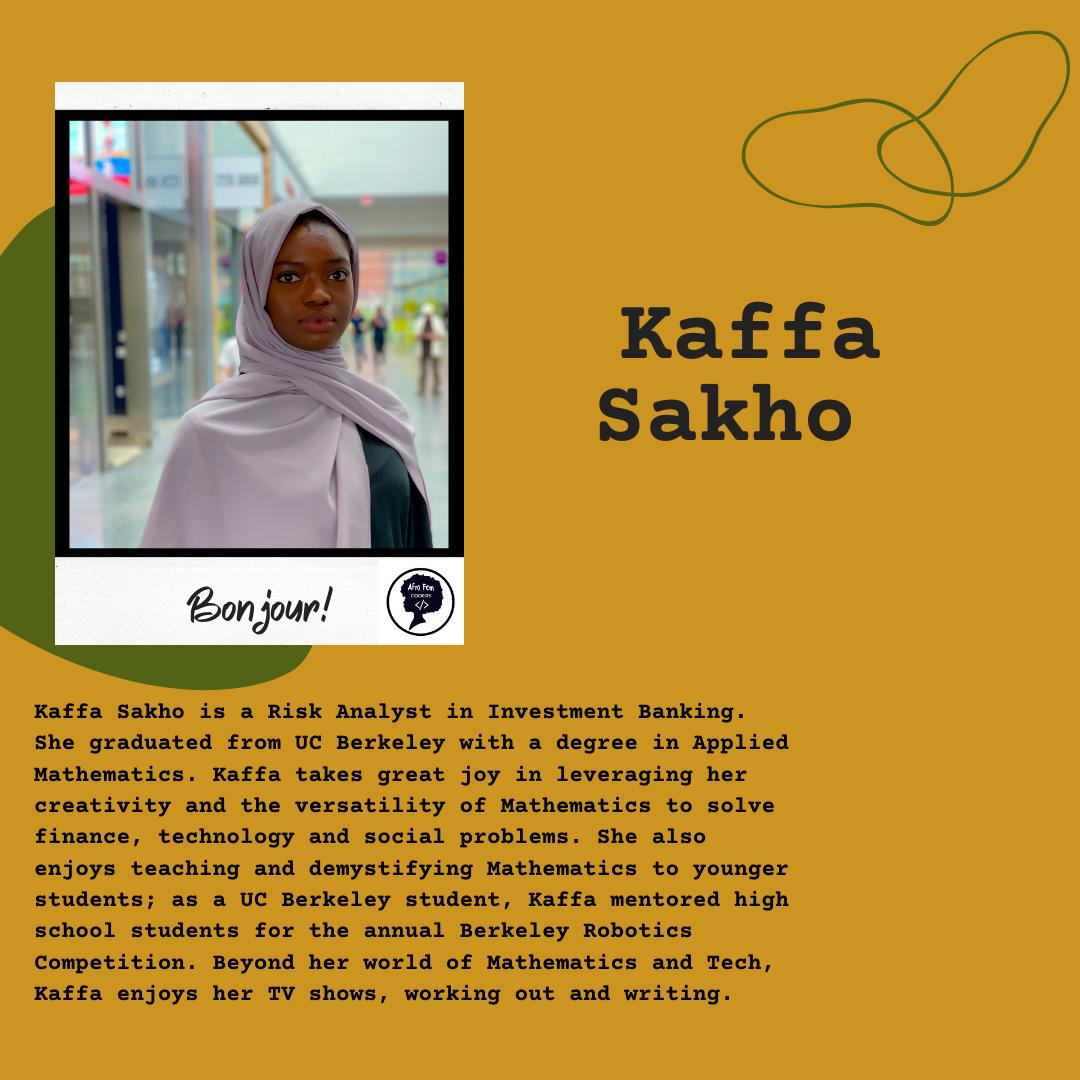 Kaffa
Sakho
Bonjour!
Afro Fem
CODERS
</>
Kaffa Sakho is a Risk Analyst in Investment Banking.
She graduated from UC Berkeley with a degree in Applied
Mathematics. Kaffa takes great joy in leveraging her
creativity and the versatility of Mathematics to solve
finance, technology and social problems. She also
enjoys teaching and demystifying Mathematics to younger
students; as a UC Berkeley student, Kaffa mentored high
school students for the annual Berkeley Robotics
Competition. Beyond her world of Mathematics and Tech,
Kaffa enjoys her TV shows, working out and writing.